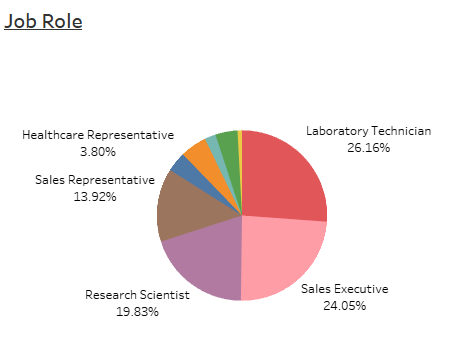 Job Role
Healthcare Representative
3.80%
Laboratory Technician
26.16%
Sales Representative
13.92%
Research Scientist
19.83%
Sales Executive
24.05%